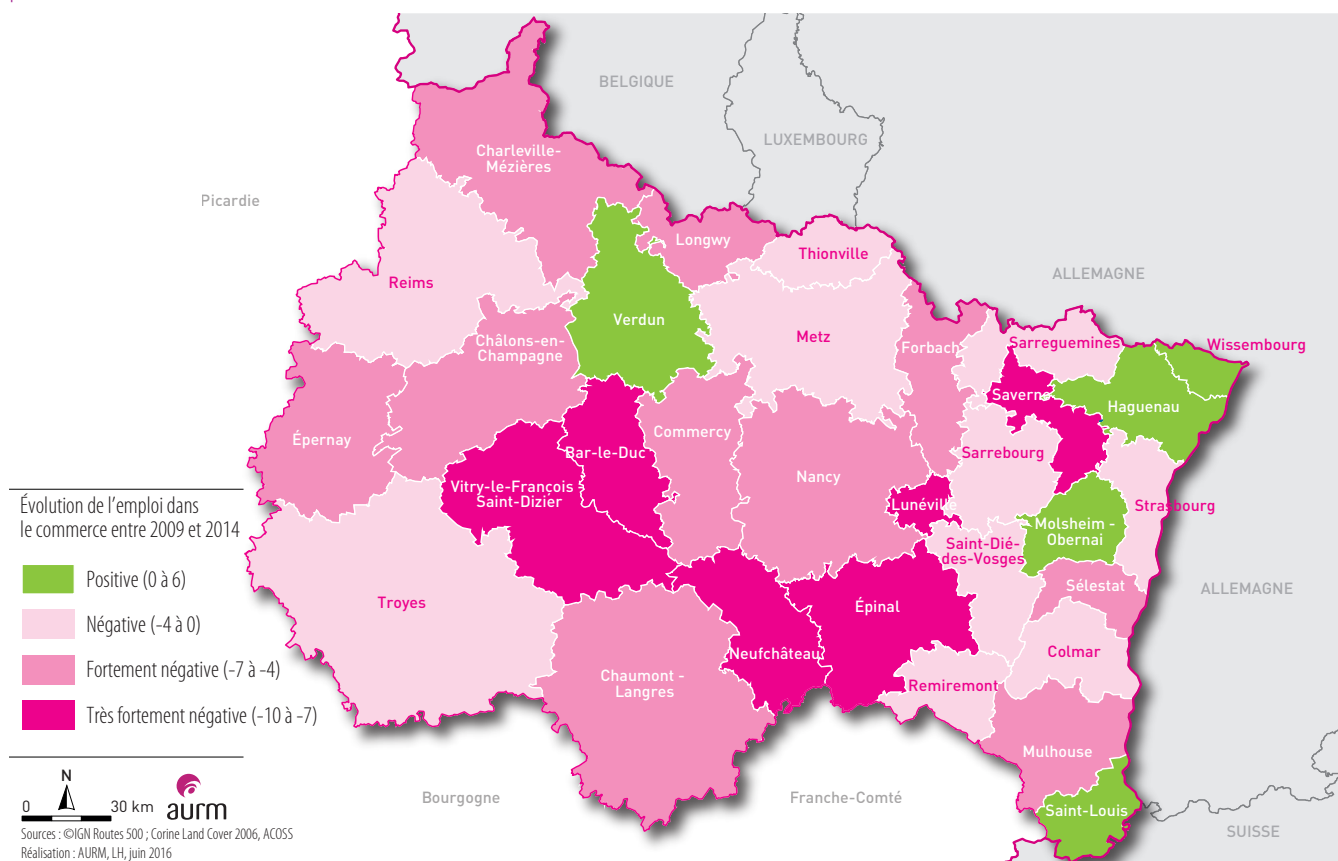 BELGIQUE
LUXEMBOURG
Picardie
ALLEMAGNE
Charleville-
Mézières
Longwy
Thionville
Reims
Verdun
Metz
Châlons-en-
Champagne
Forbach
Sarreguemines
Wissembourg
Saverne
Haguenau
Épernay
Commercy
Bar-le-Duc
Sarrebourg
Nancy
Vitry-le-François
Saint-Dizier
Lunéville
Strasbourg
Molsheim -
Obernai
Saint-Dié-
des-Vosges
Sélestat
ALLEMAGNE
Troyes
Épinal
Neufchâteau
Colmar
Chaumont -
Langres
Remiremont
Mulhouse
Saint-Louis
Bourgogne
Franche-Comté
SUISSE
Évolution de l'emploi dans
le commerce entre 2009 et 2014
Positive (0 à 6)
Négative (-4 à 0)
Fortement négative (-7 à -4)
Très fortement négative (-10 à -7)
N
0 30 km
aurm
Sources : ©IGN Routes 500 ; Corine Land Cover 2006, ACOSS
Réalisation : AURM, LH, juin 2016